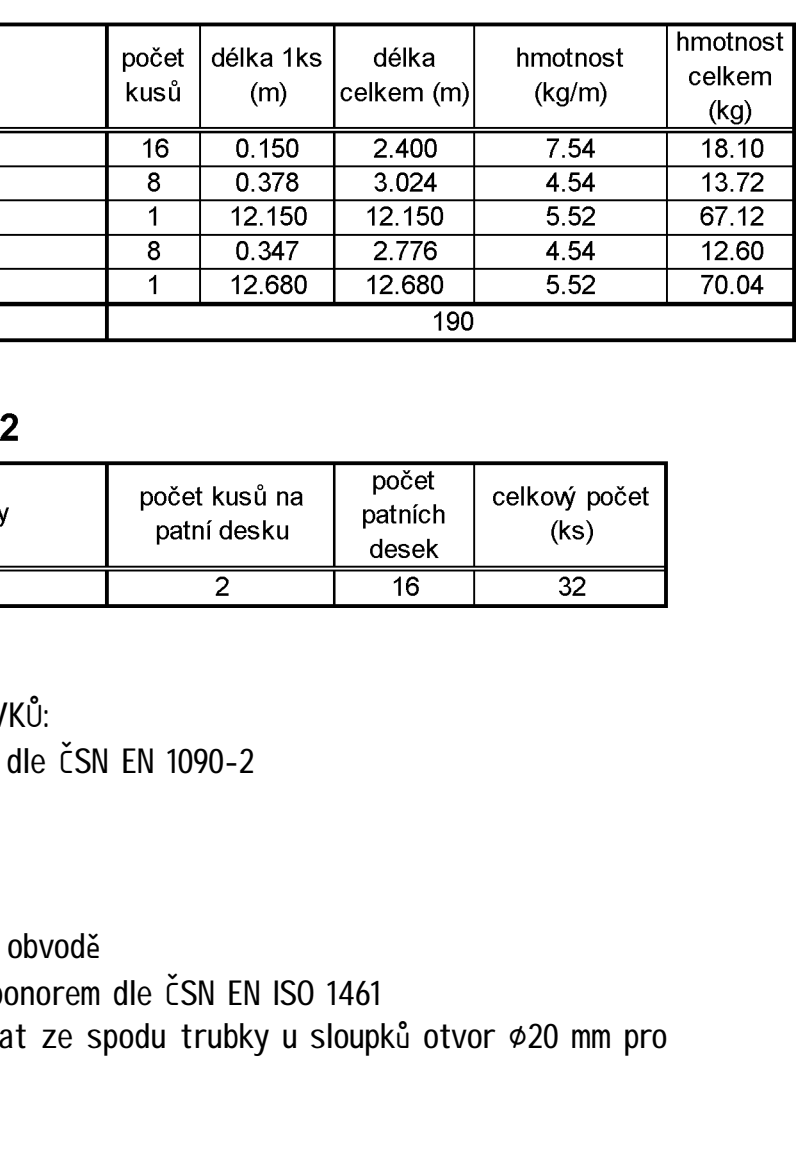 počet kusů | délka 1ks (m) | délka celkem (m) | hmotnost (kg/m) | hmotnost celkem (kg)
16 | 0.150 | 2.400 | 7.54 | 18.10
8 | 0.378 | 3.024 | 4.54 | 13.72
1 | 12.150 | 12.150 | 5.52 | 67.12
8 | 0.347 | 2.776 | 4.54 | 12.60
1 | 12.680 | 12.680 | 5.52 | 70.04
190
2
y | počet kusů na patní desku | počet patních desek | celkový počet (ks)
2 | 16 | 32
VKŮ:
dle ČSN EN 1090-2
obvodě
ponorem dle ČSN EN ISO 1461
at ze spodu trubky u sloupků otvor ⌀20 mm pro